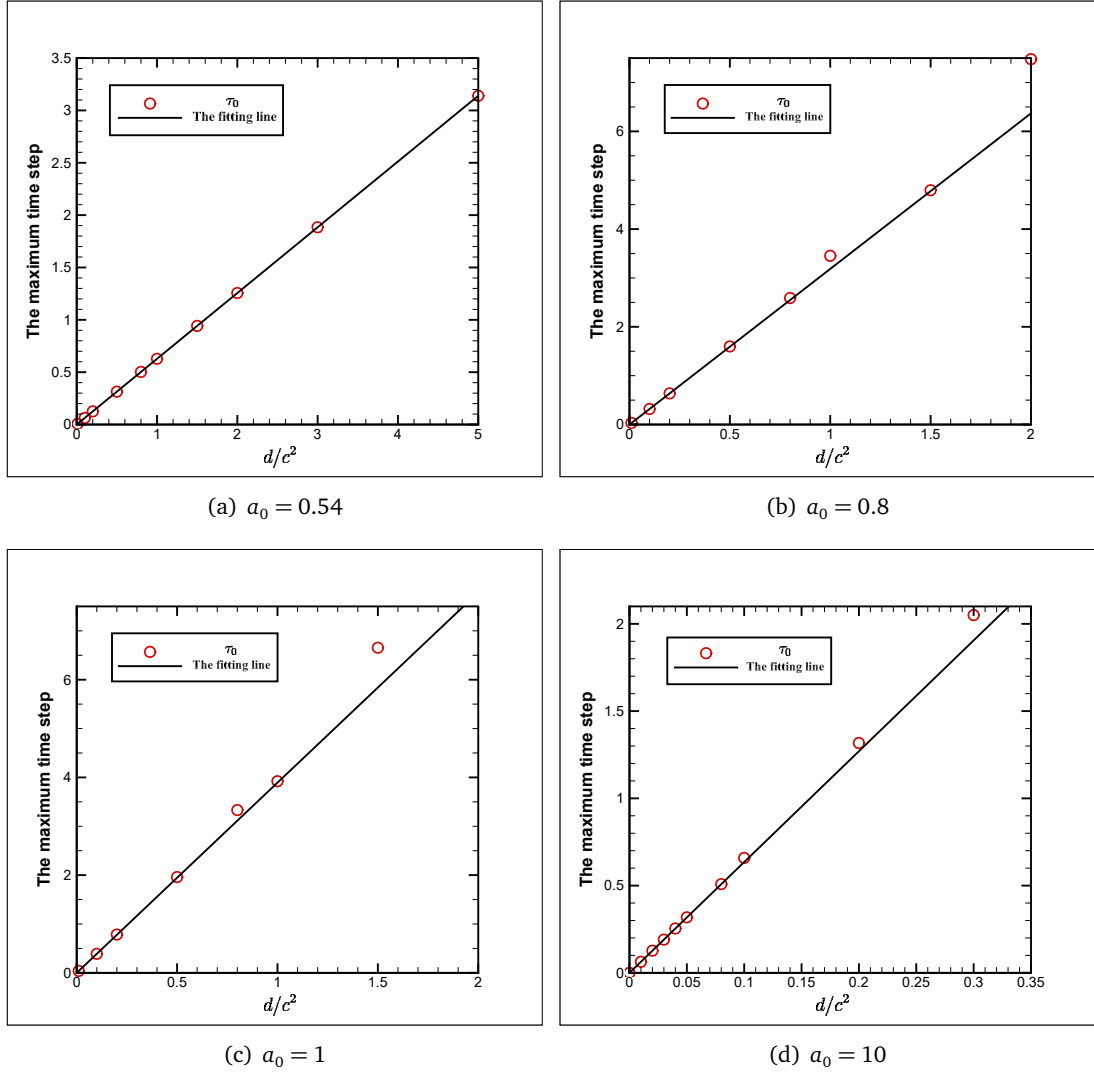 The maximum time step
3.5
3
2.5
2
1.5
1
0.5
0
τ₀
The fitting line
0 1 2 3 4 5
d/c²
(a) a₀ = 0.54
The maximum time step
6
4
2
0
τ₀
The fitting line
0 0.5 1 1.5 2
d/c²
(b) a₀ = 0.8
The maximum time step
6
4
2
0
τ₀
The fitting line
0 0.5 1 1.5 2
d/c²
(c) a₀ = 1
The maximum time step
2
1.5
1
0.5
0
τ₀
The fitting line
0 0.05 0.1 0.15 0.2 0.25 0.3 0.35
d/c²
(d) a₀ = 10